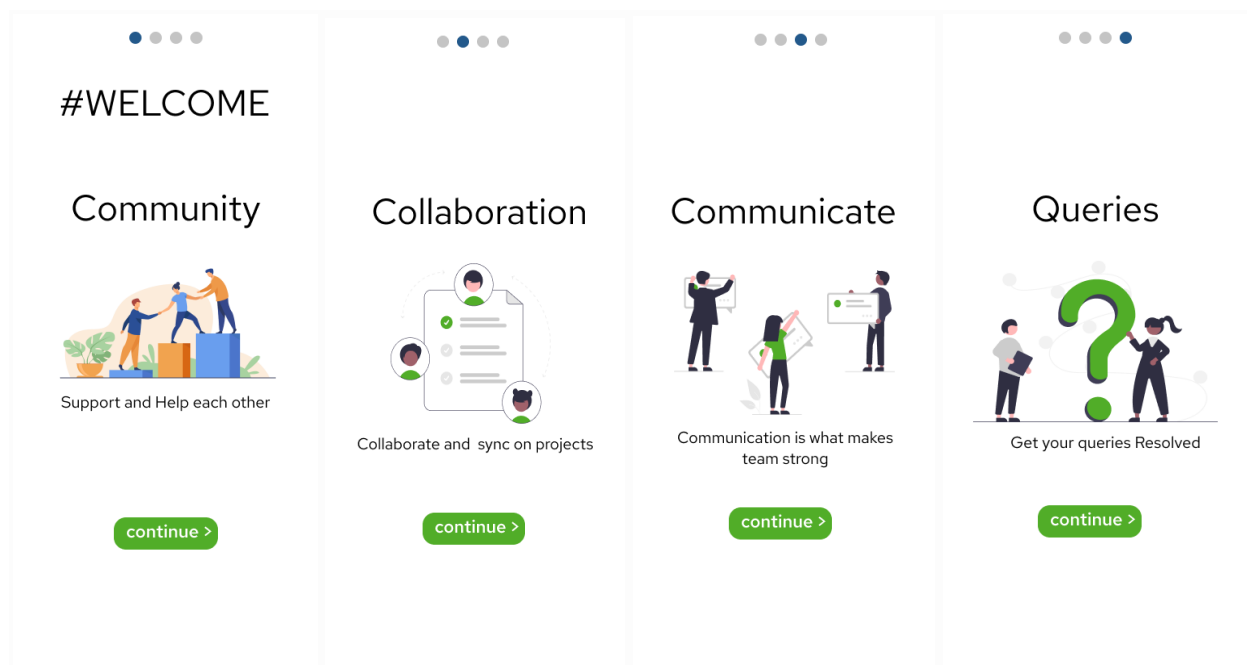 #WELCOME
Community
Support and Help each other
continue >
Collaboration
Collaborate and  sync on projects
continue >
Communicate
Communication is what makes
team strong
continue >
Queries
Get your queries Resolved
continue >